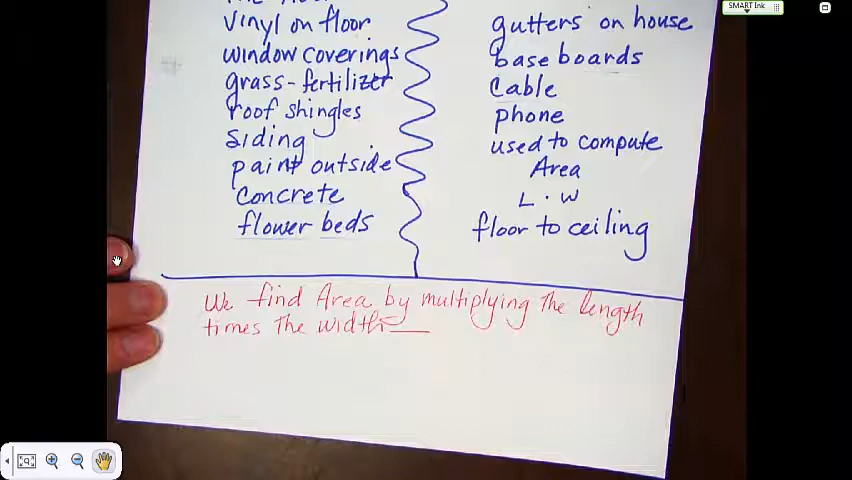 vinyl on floor
window coverings
grass-fertilizer
roof shingles
siding
paint outside
concrete
flower beds
gutters on house
base boards
Cable
phone
used to compute
Area
L · W
floor to ceiling
We find Area by multiplying the length
times the width
SMART Ink